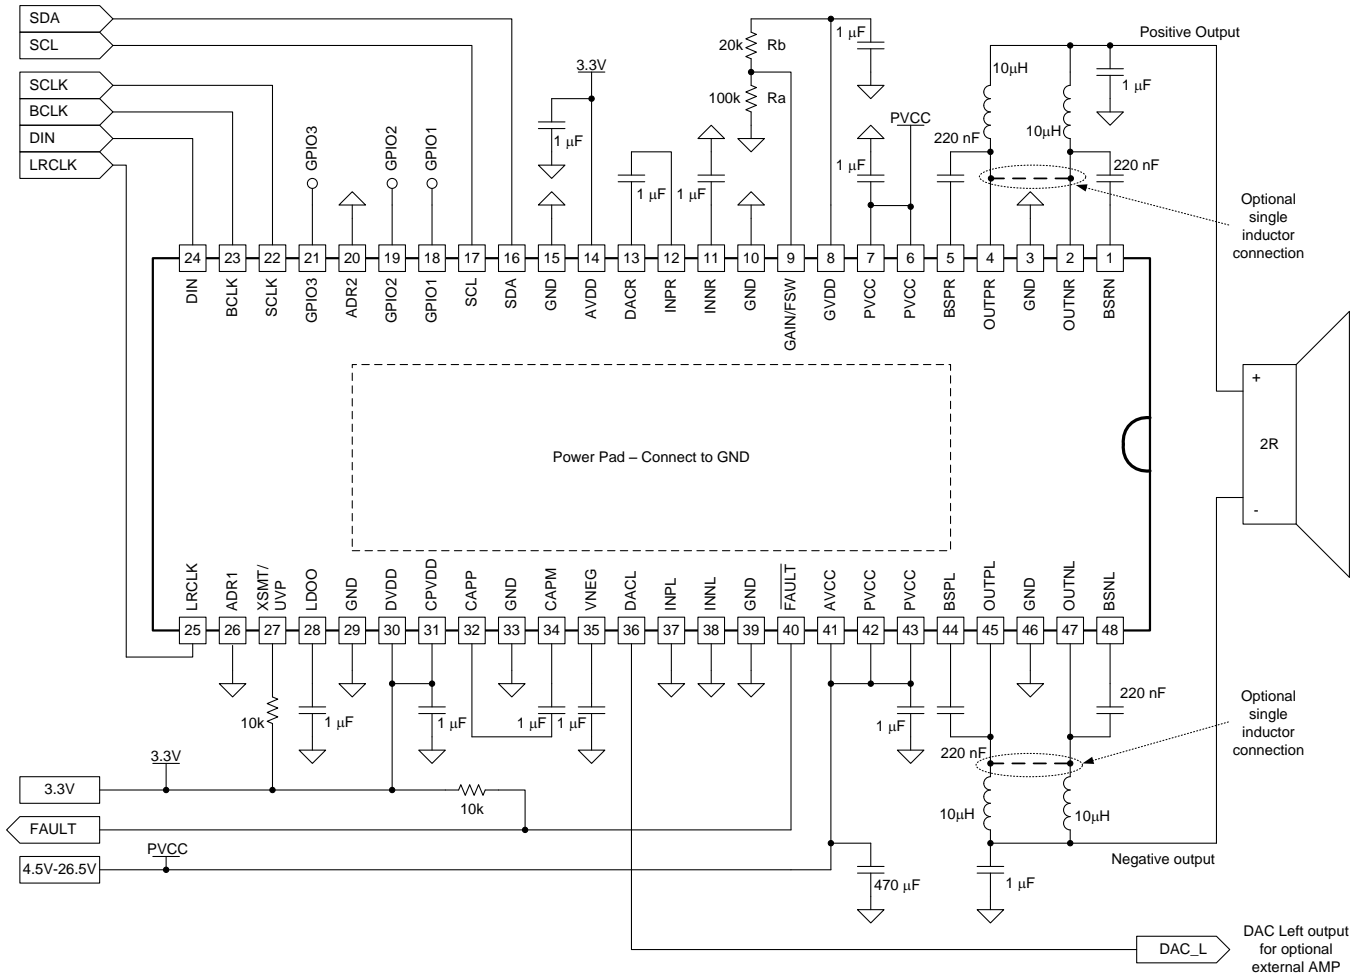 SDA
SCL
SCLK
BCLK
DIN
LRCLK
GPIO3
GPIO2
GPIO1
3.3V
1 µF
1 µF
1 µF
20k
Rb
100k
Ra
1 µF
1 µF
PVCC
220 nF
10µH
10µH
220 nF
1 µF
Positive Output
Optional
single
inductor
connection
24
23
22
21
20
19
18
17
16
15
14
13
12
11
10
9
8
7
6
5
4
3
2
1
DIN
BCLK
SCLK
GPIO3
ADR2
GPIO2
GPIO1
SCL
SDA
GND
AVDD
DACR
INPR
INNR
GND
GAIN/FSW
GVDD
PVCC
PVCC
BSPR
OUTPR
GND
OUTNR
BSRN
Power Pad – Connect to GND
+
2R
-
LRCLK
ADR1
XSMT/
UVP
LDOO
GND
DVDD
CPVDD
CAPP
GND
CAPM
VNEG
DACL
INPL
INNL
GND
FAULT
AVCC
PVCC
PVCC
BSPL
OUTPL
GND
OUTNL
BSNL
25
26
27
28
29
30
31
32
33
34
35
36
37
38
39
40
41
42
43
44
45
46
47
48
10k
1 µF
1 µF
1 µF
1 µF
1 µF
220 nF
220 nF
Optional
single
inductor
connection
3.3V
3.3V
10k
10µH
10µH
FAULT
PVCC
4.5V-26.5V
470 µF
1 µF
Negative output
DAC_L
DAC Left output
for optional
external AMP